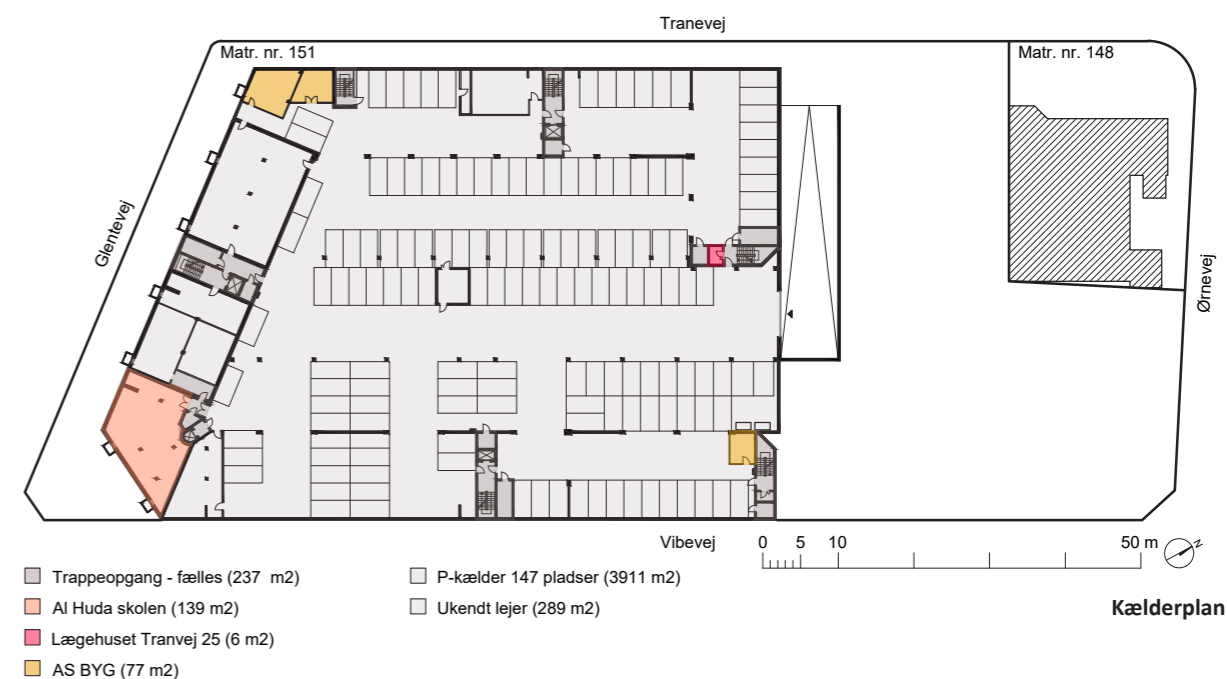 Tranevej
Matr. nr. 151
Matr. nr. 148
Glentevej
Ørnevej
Vibevej
0 5 10 50 m
N
Trappeopgang - fælles (237 m2)
Al Huda skolen (139 m2)
Lægehuset Tranvej 25 (6 m2)
AS BYG (77 m2)
P-kælder 147 pladser (3911 m2)
Ukendt lejer (289 m2)
Kælderplan